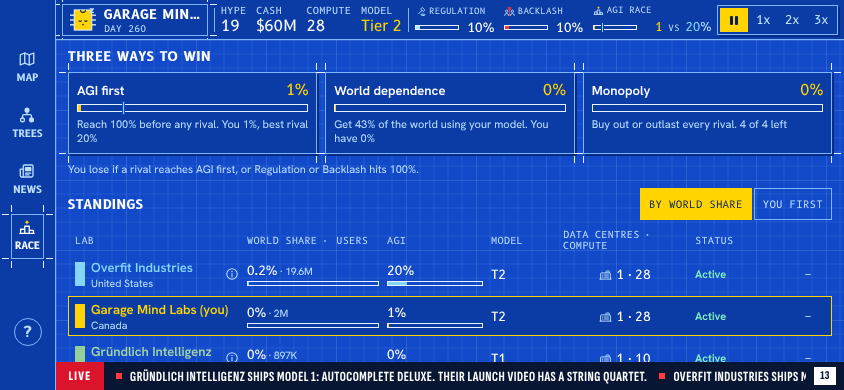 GARAGE MIN...
DAY 260
HYPE CASH COMPUTE MODEL
19 $60M 28 Tier 2
REGULATION
10%
BACKLASH
10%
AGI RACE
1 VS 20%
1x 2x 3x
MAP
TREES
NEWS
RACE
?
THREE WAYS TO WIN
AGI first 1%
Reach 100% before any rival. You 1%, best rival
20%
World dependence 0%
Get 43% of the world using your model. You
have 0%
Monopoly 0%
Buy out or outlast every rival. 4 of 4 left
You lose if a rival reaches AGI first, or Regulation or Backlash hits 100%.
STANDINGS
BY WORLD SHARE YOU FIRST
LAB WORLD SHARE · USERS AGI MODEL DATA CENTRES · COMPUTE STATUS
Overfit Industries 0.2% · 19.6M 20% T2 1 · 28 Active –
United States
Garage Mind Labs (you) 0% · 2M 1% T2 1 · 28 Active –
Canada
Gründlich Intelligenz 0% · 897K 0% T1 1 · 10 Active –
LIVE GRÜNDLICH INTELLIGENZ SHIPS MODEL 1: AUTOCOMPLETE DELUXE. THEIR LAUNCH VIDEO HAS A STRING QUARTET. OVERFIT INDUSTRIES SHIPS 13